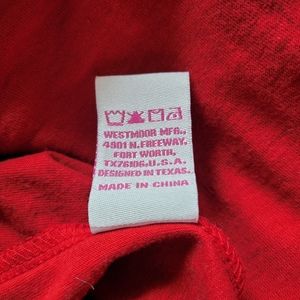 WESTMOOR MFG.,
4901 N. FREEWAY,
FORT WORTH,
TX76106,U.S.A.
DESIGNED IN TEXAS.
MADE IN CHINA